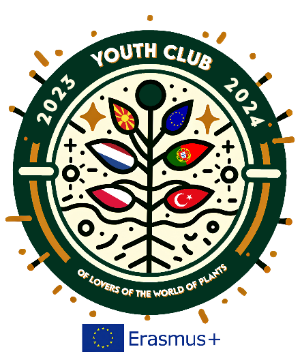 2023
YOUTH CLUB
2024
OF LOVERS OF THE WORLD OF PLANTS
Erasmus+